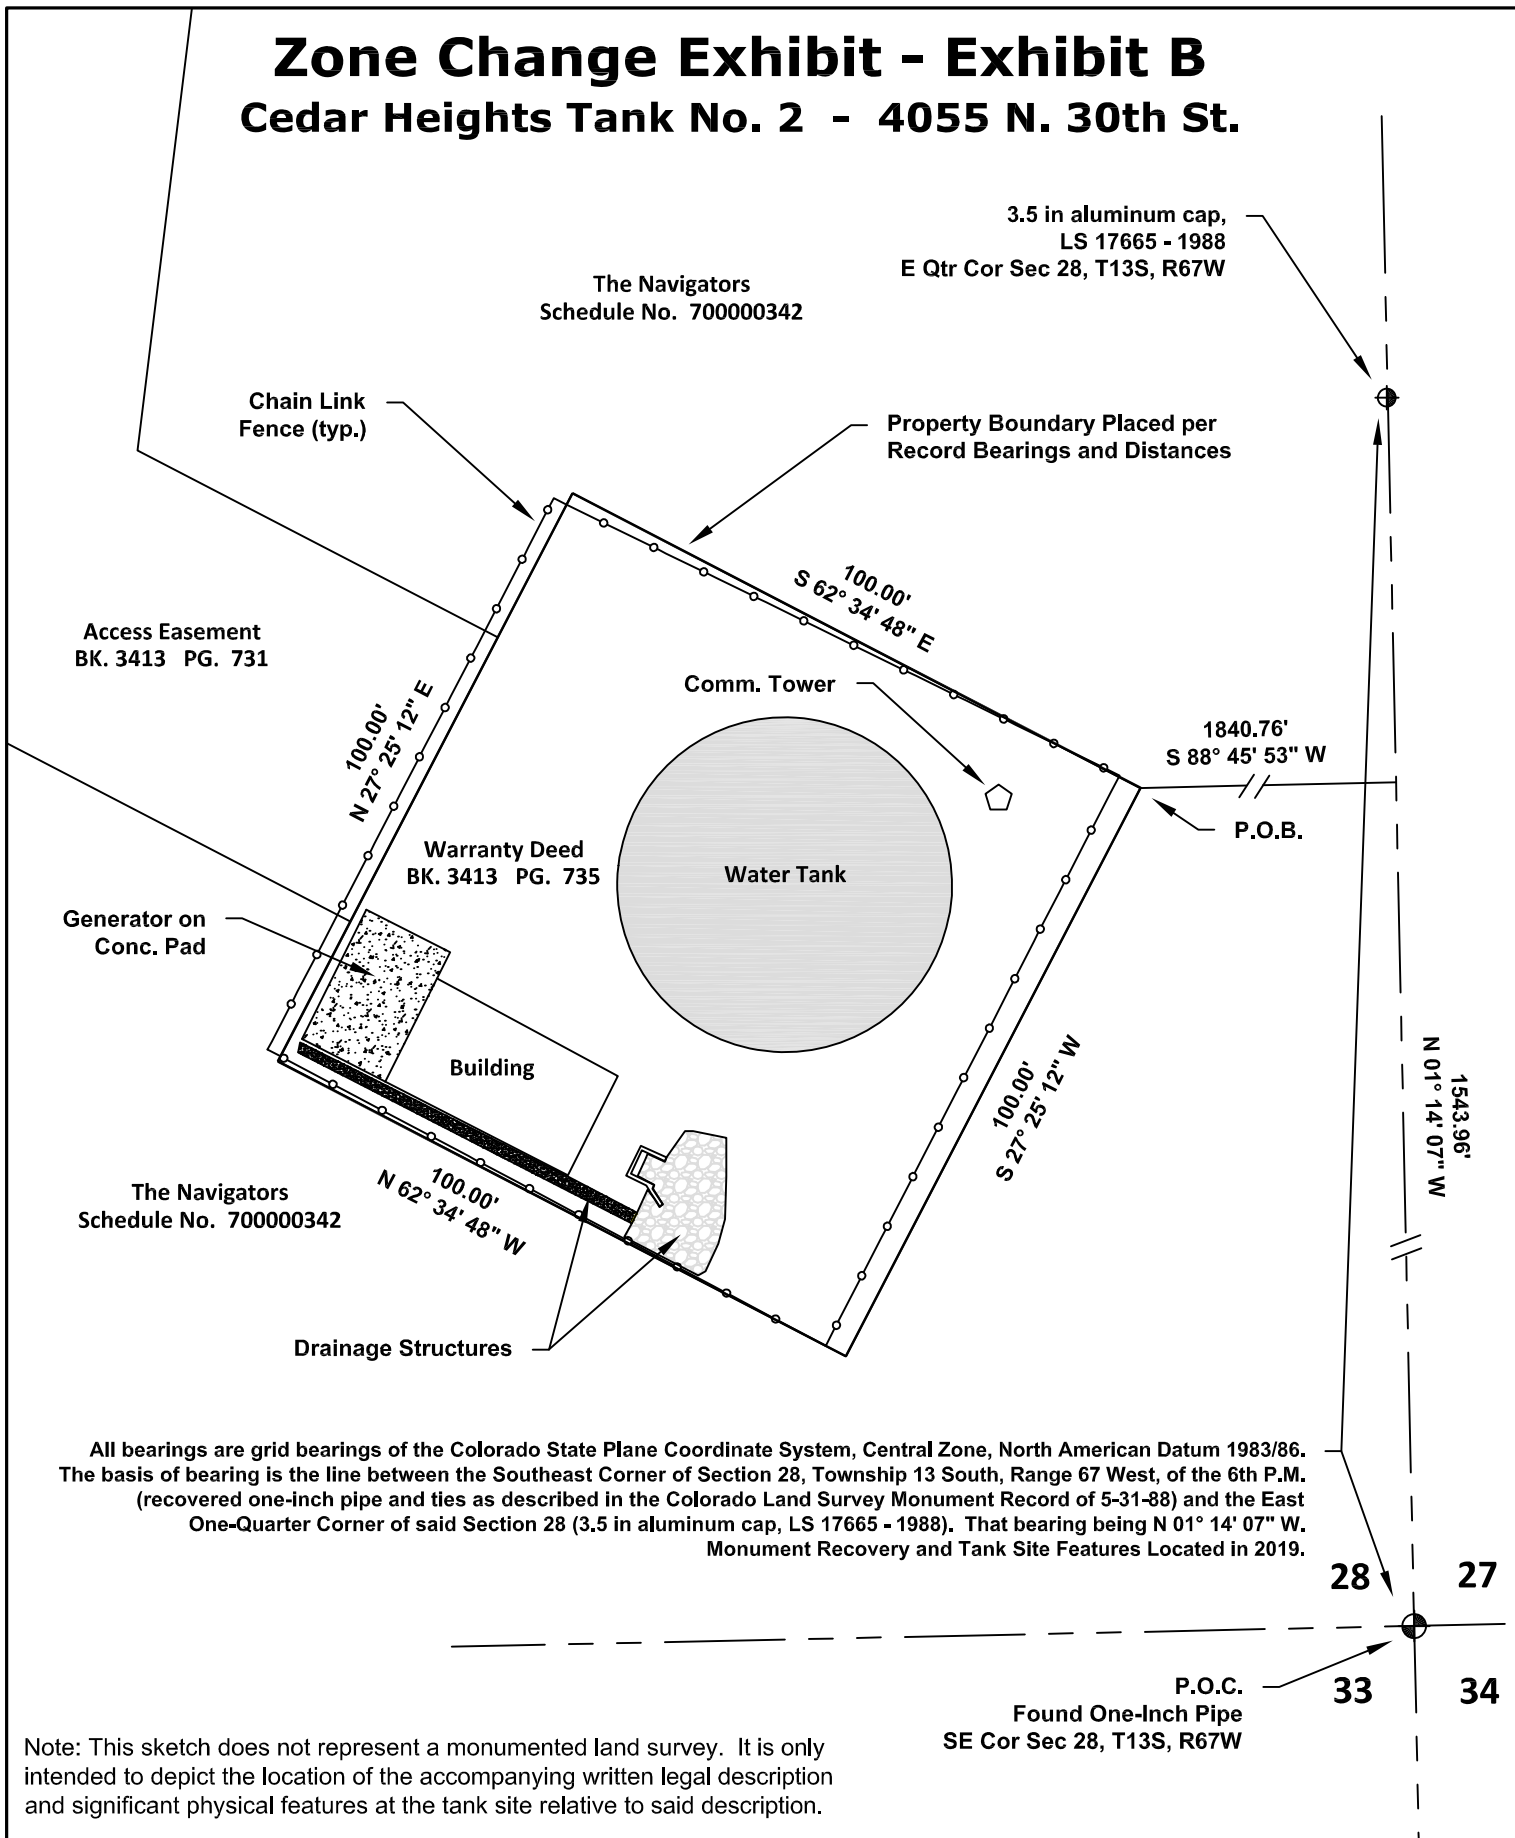 Zone Change Exhibit - Exhibit B
Cedar Heights Tank No. 2 - 4055 N. 30th St.
3.5 in aluminum cap,
LS 17665 - 1988
E Qtr Cor Sec 28, T13S, R67W
The Navigators
Schedule No. 700000342
Chain Link
Fence (typ.)
Property Boundary Placed per
Record Bearings and Distances
100.00'
S 62° 34' 48" E
Access Easement
BK. 3413 PG. 731
Comm. Tower
100.00'
N 27° 25' 12" E
1840.76'
S 88° 45' 53" W
P.O.B.
Warranty Deed
BK. 3413 PG. 735
Water Tank
Generator on
Conc. Pad
Building
100.00'
S 27° 25' 12" W
1543.96'
N 01° 14' 07" W
The Navigators
Schedule No. 700000342
100.00'
N 62° 34' 48" W
Drainage Structures
All bearings are grid bearings of the Colorado State Plane Coordinate System, Central Zone, North American Datum 1983/86.
The basis of bearing is the line between the Southeast Corner of Section 28, Township 13 South, Range 67 West, of the 6th P.M.
(recovered one-inch pipe and ties as described in the Colorado Land Survey Monument Record of 5-31-88) and the East
One-Quarter Corner of said Section 28 (3.5 in aluminum cap, LS 17665 - 1988). That bearing being N 01° 14' 07" W.
Monument Recovery and Tank Site Features Located in 2019.
28 27
33 34
P.O.C.
Found One-Inch Pipe
SE Cor Sec 28, T13S, R67W
Note: This sketch does not represent a monumented land survey. It is only
intended to depict the location of the accompanying written legal description
and significant physical features at the tank site relative to said description.